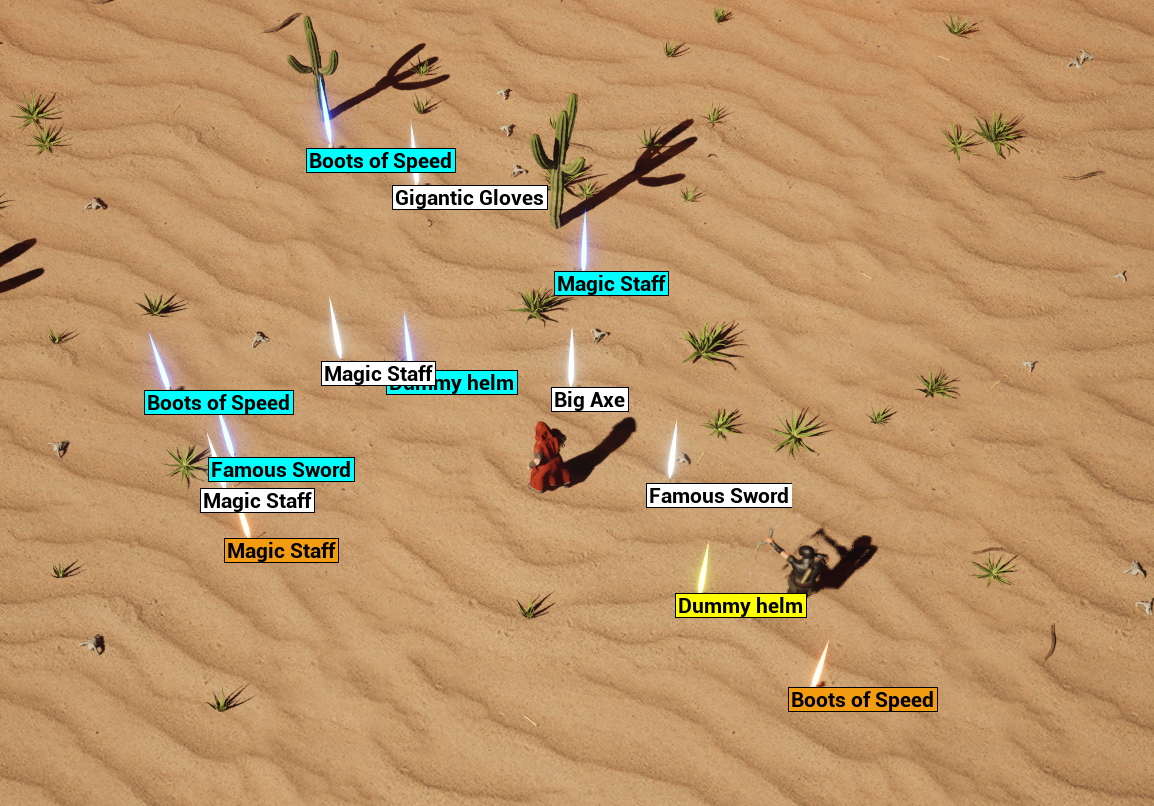 Boots of Speed
Gigantic Gloves
Magic Staff
Magic Staff
Dummy helm
Big Axe
Boots of Speed
Famous Sword
Famous Sword
Magic Staff
Magic Staff
Dummy helm
Boots of Speed